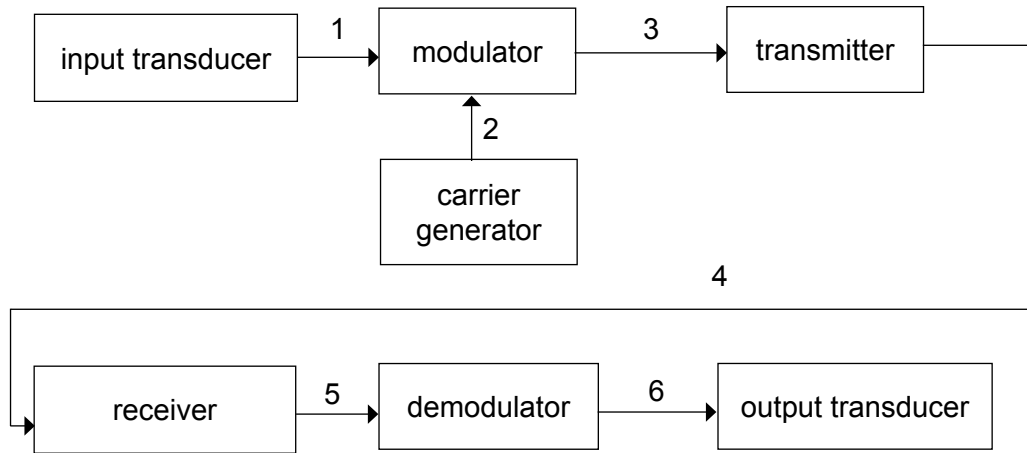 1
3
input transducer
modulator
transmitter
2
carrier
generator
4
5
6
receiver
demodulator
output transducer